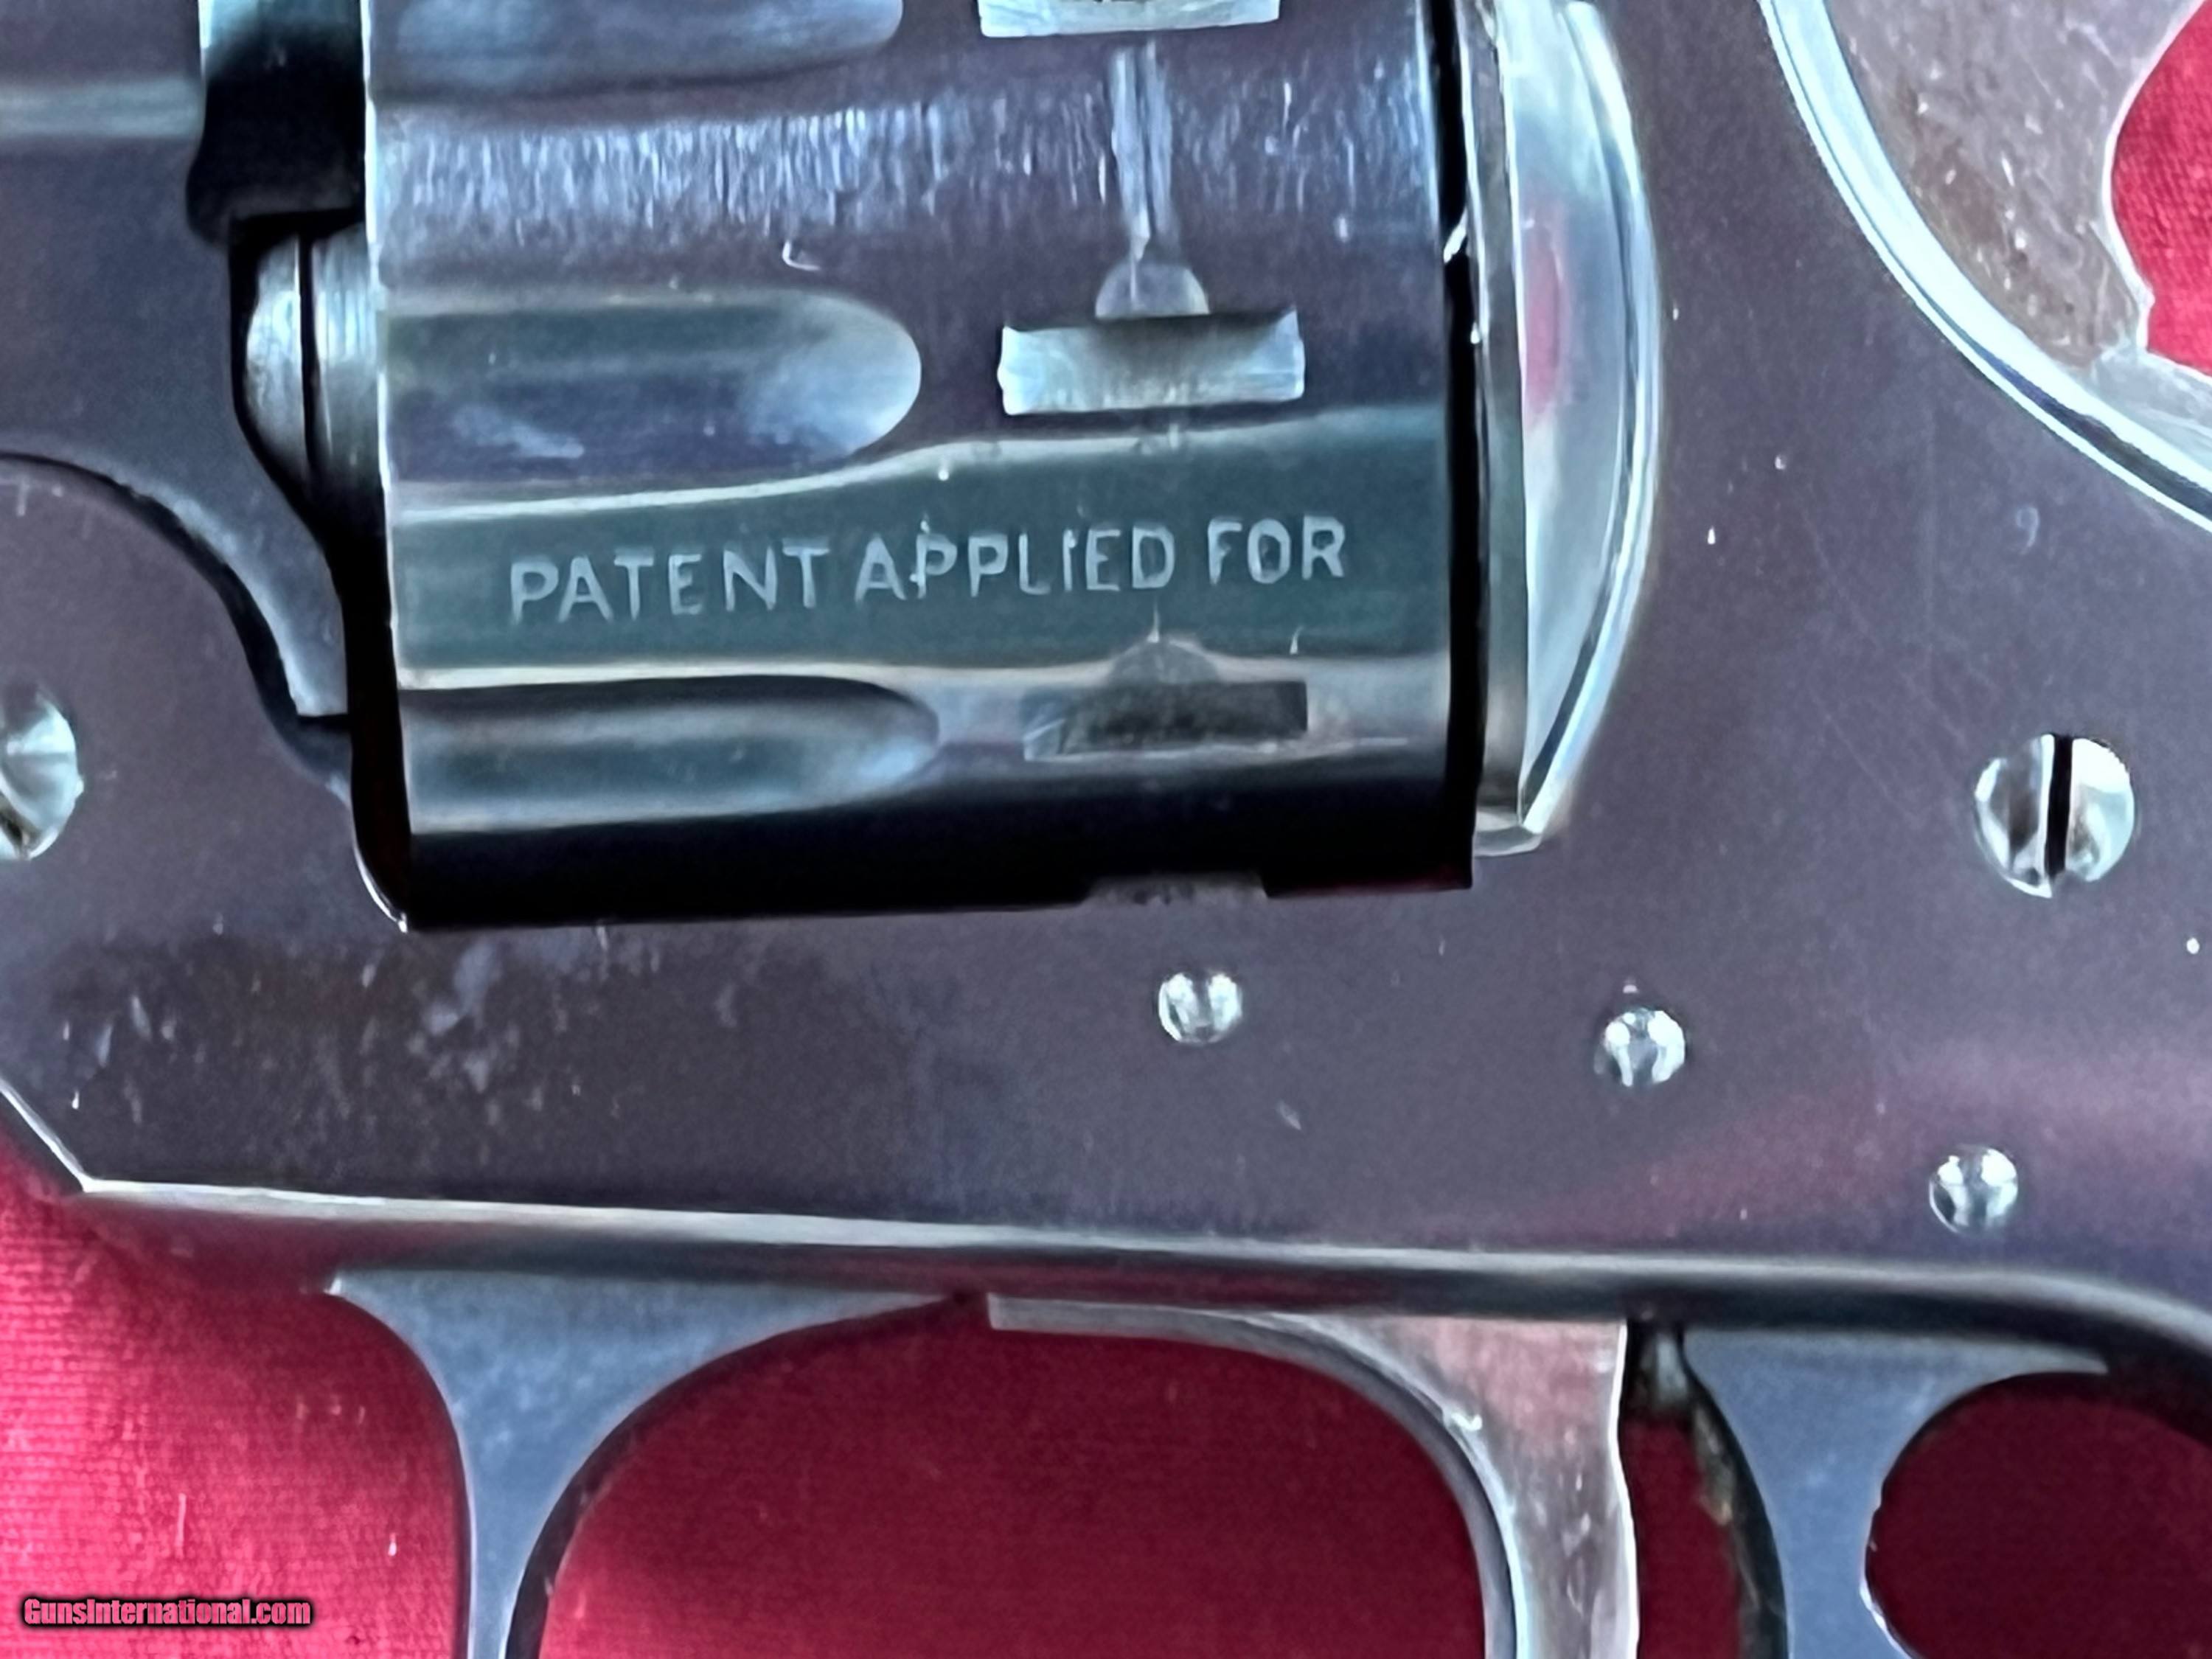 PATENT APPLIED FOR
GunsInternational.com